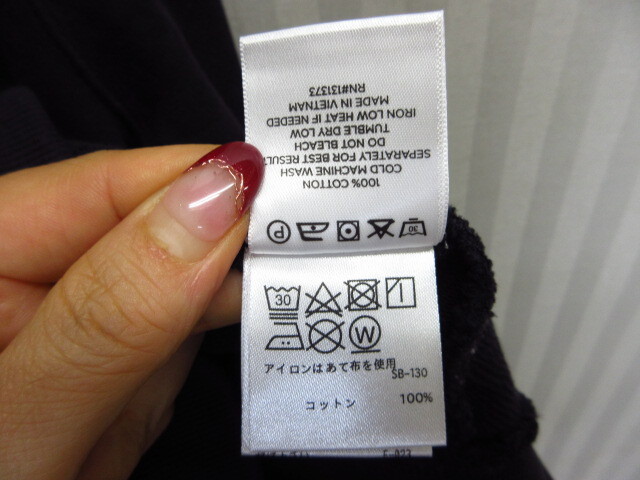 100% COTTON
COLD MACHINE WASH
SEPARATELY FOR BEST RESULT
DO NOT BLEACH
TUMBLE DRY LOW
IRON LOW HEAT IF NEEDED
MADE IN VIETNAM
RN#131373
30 P
30
W
アイロンはあて布を使用
SB-130
コットン 100%